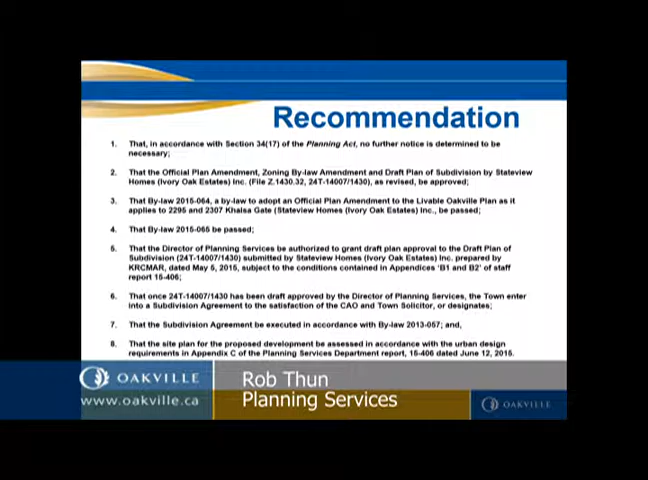 Recommendation
1. That, in accordance with Section 34(17) of the Planning Act, no further notice is determined to be
necessary;
2. That the Official Plan Amendment, Zoning By-law Amendment and Draft Plan of Subdivision by Stateview
Homes (Ivory Oak Estates) Inc. (File Z.1430.32, 24T-14007/1430), as revised, be approved;
3. That By-law 2015-064, a by-law to adopt an Official Plan Amendment to the Livable Oakville Plan as it
applies to 2295 and 2307 Khalsa Gate (Stateview Homes (Ivory Oak Estates) Inc., be passed;
4. That By-law 2015-065 be passed;
5. That the Director of Planning Services be authorized to grant draft plan approval to the Draft Plan of
Subdivision (24T-14007/1430) submitted by Stateview Homes (Ivory Oak Estates) Inc. prepared by
KRCMAR, dated May 5, 2015, subject to the conditions contained in Appendices 'B1 and B2' of staff
report 15-406;
6. That once 24T-14007/1430 has been draft approved by the Director of Planning Services, the Town enter
into a Subdivision Agreement to the satisfaction of the CAO and Town Solicitor, or designates;
7. That the Subdivision Agreement be executed in accordance with By-law 2013-057; and,
8. That the site plan for the proposed development be assessed in accordance with the urban design
requirements in Appendix C of the Planning Services Department report, 15-406 dated June 12, 2015.
OAKVILLE
www.oakville.ca
Rob Thun
Planning Services
OAKVILLE